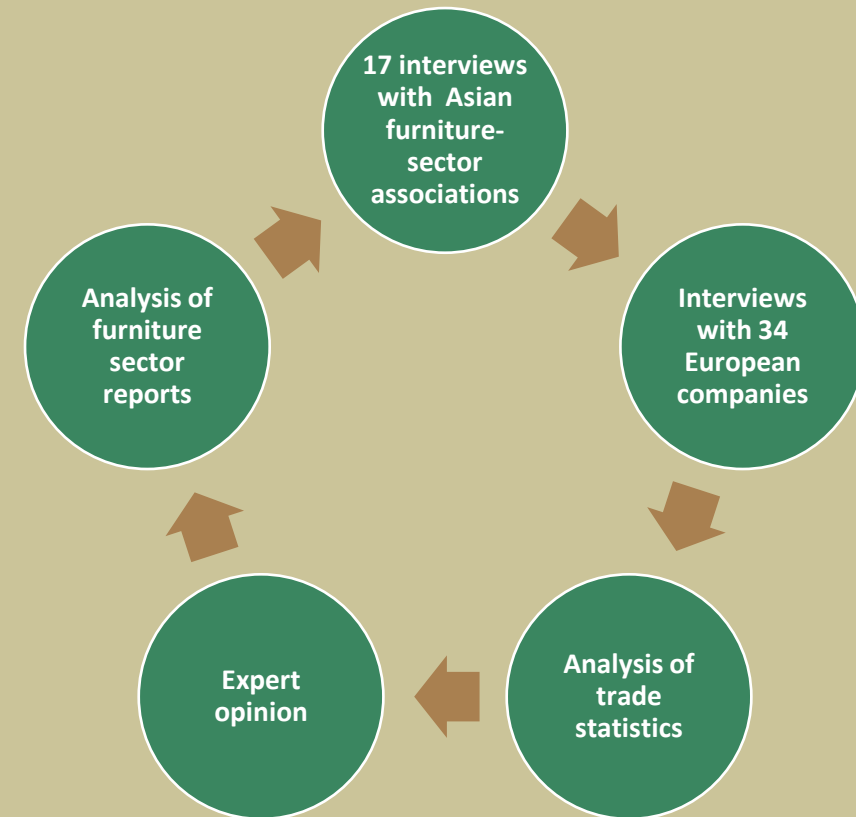 17 interviews
with Asian
furniture-
sector
associations
Interviews
with 34
European
companies
Analysis of
trade
statistics
Expert
opinion
Analysis of
furniture
sector
reports